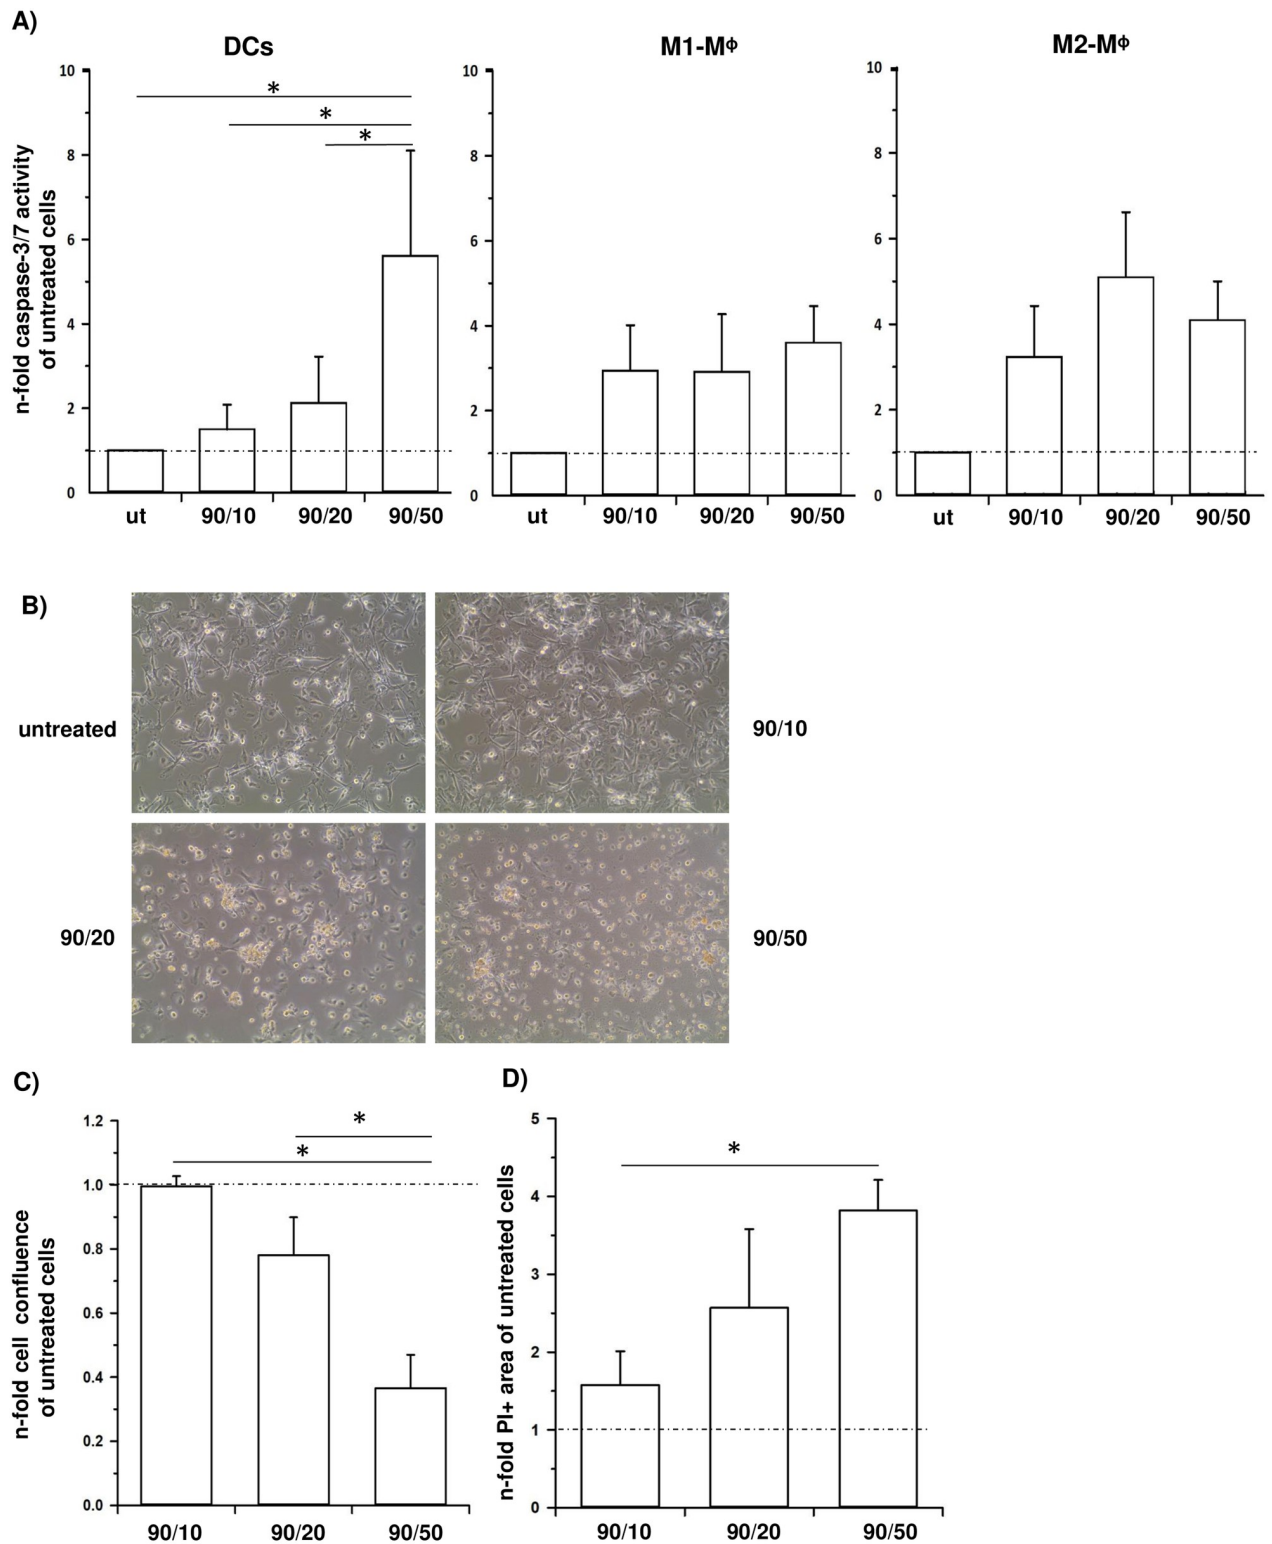 A)
DCs
M1-Mϕ
M2-Mϕ
n-fold caspase-3/7 activity
of untreated cells
10
8
6
4
2
0
*
*
*
ut 90/10 90/20 90/50
10
8
6
4
2
0
ut 90/10 90/20 90/50
10
8
6
4
2
0
ut 90/10 90/20 90/50
B)
untreated
90/10
90/20
90/50
C)
n-fold cell confluence
of untreated cells
1.2
1.0
0.8
0.6
0.4
0.2
0.0
*
*
90/10 90/20 90/50
D)
n-fold PI+ area of untreated cells
5
4
3
2
1
0
*
90/10 90/20 90/50